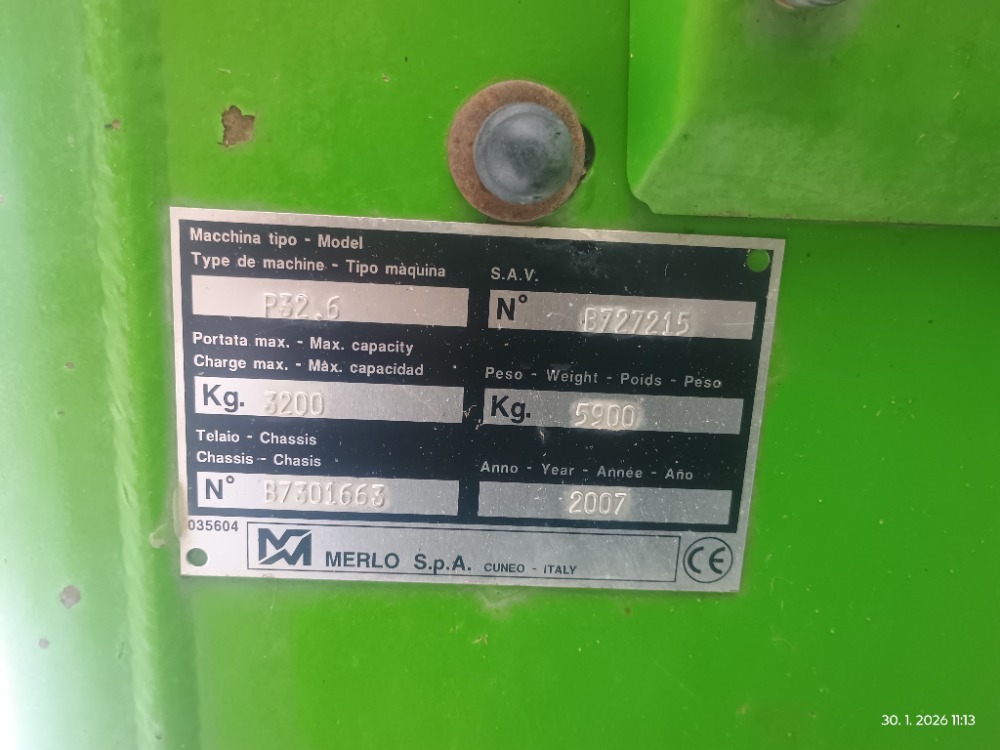 Macchina tipo - Model
Type de machine - Tipo màquina
P32.6
S.A.V.
N° B727215
Portata max. - Max. capacity
Charge max. - Màx. capacidad
Kg. 3200
Peso - Weight - Poids - Peso
Kg. 5900
Telaio - Chassis
Chassis - Chasis
N° B7301663
Anno - Year - Année - Año
2007
035604
MERLO S.p.A. CUNEO - ITALY
CE
30. 1. 2026 11:13